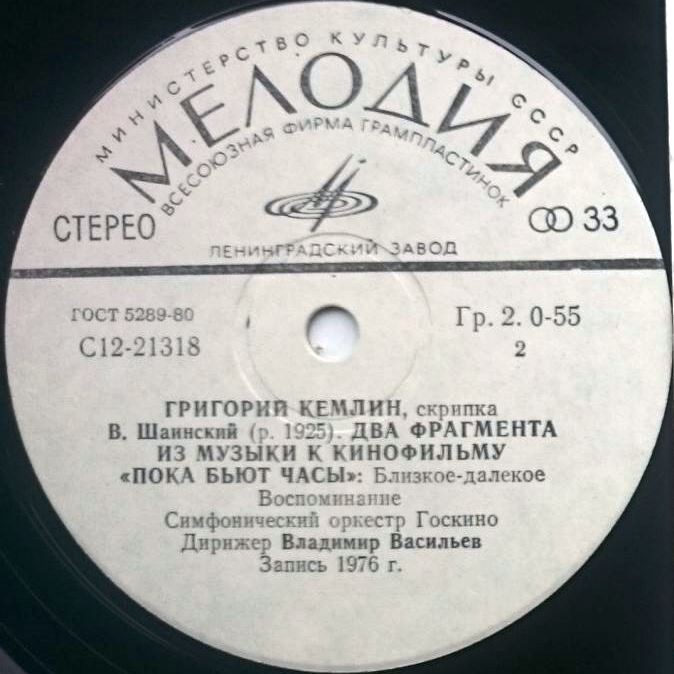 МИНИСТЕРСТВО КУЛЬТУРЫ СССР
МЕЛОДИЯ
ВСЕСОЮЗНАЯ ФИРМА ГРАМПЛАСТИНОК
СТЕРЕО
33
ЛЕНИНГРАДСКИЙ ЗАВОД
ГОСТ 5289-80
Гр. 2. 0-55
С12-21318
2
ГРИГОРИЙ КЕМЛИН, скрипка
В. Шаинский (р. 1925). ДВА ФРАГМЕНТА
ИЗ МУЗЫКИ К КИНОФИЛЬМУ
«ПОКА БЬЮТ ЧАСЫ»: Близкое-далекое
Воспоминание
Симфонический оркестр Госкино
Дирижер Владимир Васильев
Запись 1976 г.